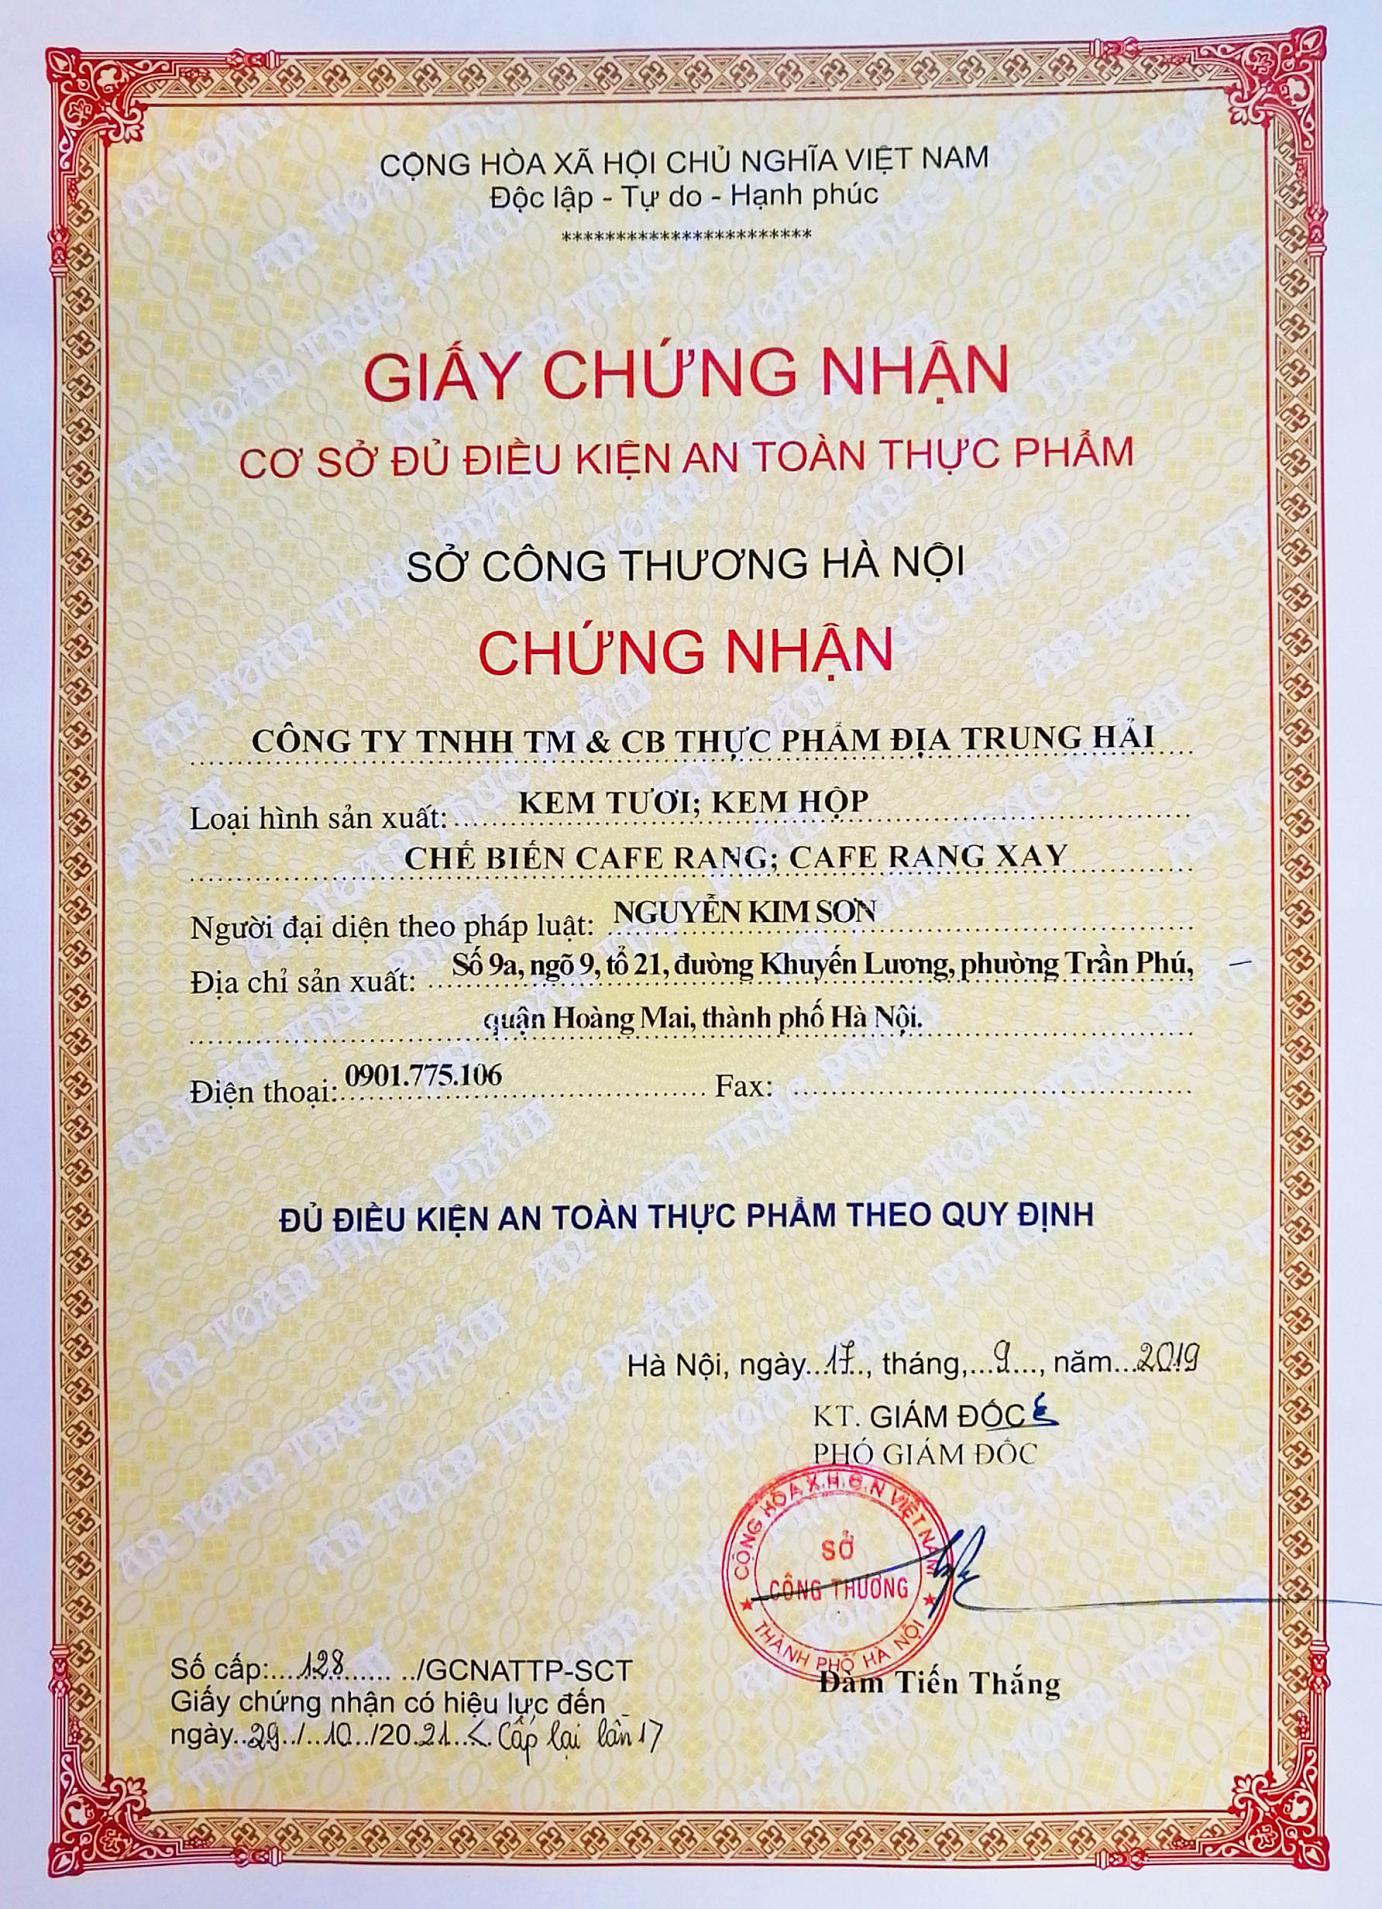 CỘNG HÒA XÃ HỘI CHỦ NGHĨA VIỆT NAM
Độc lập - Tự do - Hạnh phúc
***********************
GIẤY CHỨNG NHẬN
CƠ SỞ ĐỦ ĐIỀU KIỆN AN TOÀN THỰC PHẨM
SỞ CÔNG THƯƠNG HÀ NỘI
CHỨNG NHẬN
CÔNG TY TNHH TM & CB THỰC PHẨM ĐỊA TRUNG HẢI
Loại hình sản xuất: KEM TƯƠI; KEM HỘP
CHẾ BIẾN CAFE RANG; CAFE RANG XAY
Người đại diện theo pháp luật: NGUYỄN KIM SƠN
Địa chỉ sản xuất: Số 9a, ngõ 9, tổ 21, đường Khuyến Lương, phường Trần Phú,
quận Hoàng Mai, thành phố Hà Nội.
Điện thoại: 0901.775.106 Fax:
ĐỦ ĐIỀU KIỆN AN TOÀN THỰC PHẨM THEO QUY ĐỊNH
Hà Nội, ngày 17, tháng, 9, năm 2019
KT. GIÁM ĐỐC
PHÓ GIÁM ĐỐC
CỘNG HÒA X.H.C.N VIỆT NAM
SỞ
CÔNG THƯƠNG
THÀNH PHỐ HÀ NỘI
Đàm Tiến Thắng
Số cấp: 128 /GCNATTP-SCT
Giấy chứng nhận có hiệu lực đến
ngày 29/10/2021 Cấp lại lần 1